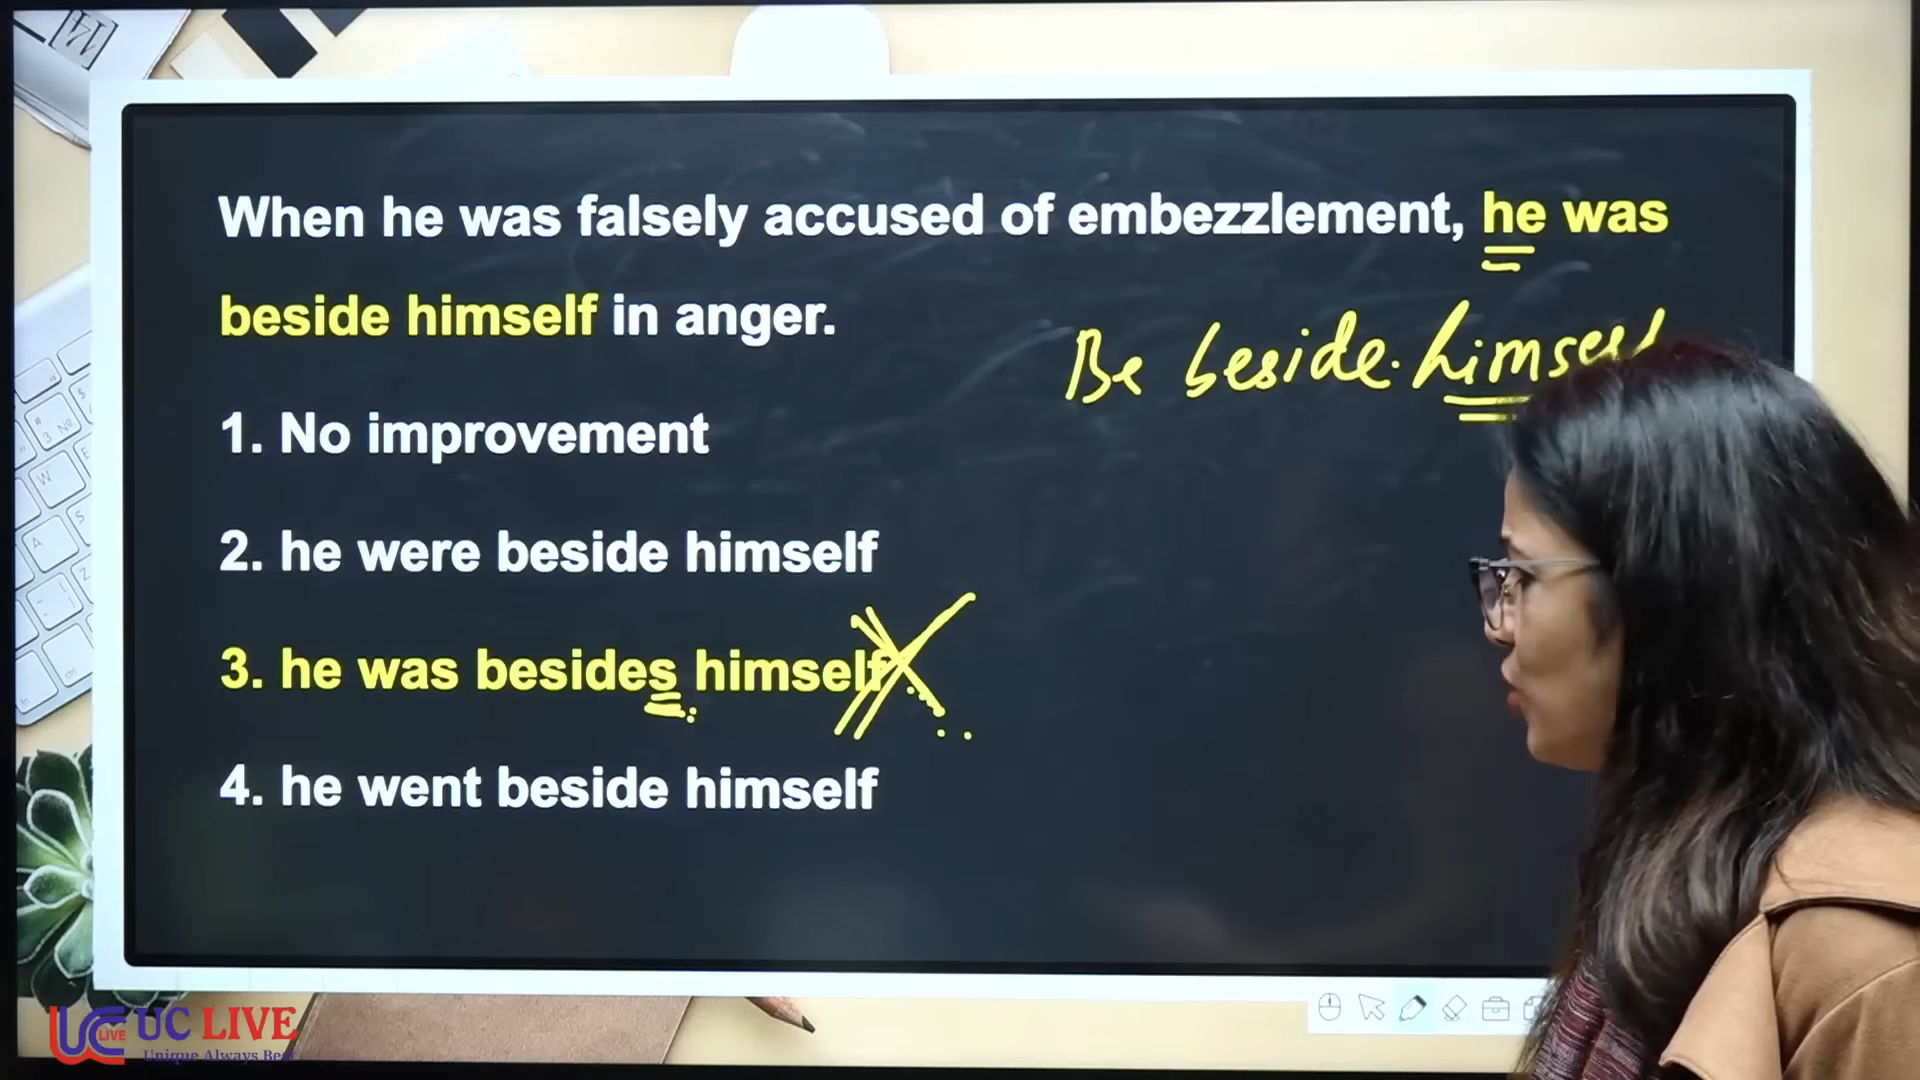 When he was falsely accused of embezzlement, he was
beside himself in anger.
Be beside himself
1. No improvement
2. he were beside himself
3. he was besides himself
4. he went beside himself
UC LIVE
LIVE
Unique Always Best